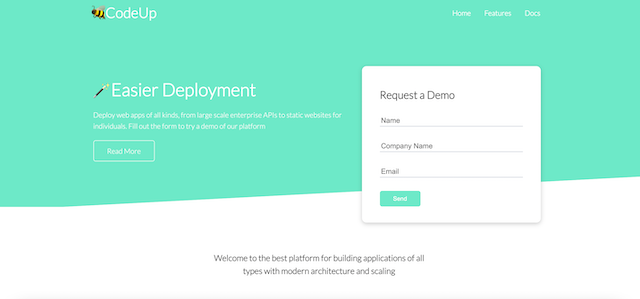 CodeUp
Home Features Docs
Easier Deployment
Deploy web apps of all kinds, from large scale enterprise APIs to static websites for
individuals. Fill out the form to try a demo of our platform
Read More
Request a Demo
Name
Company Name
Email
Send
Welcome to the best platform for building applications of all
types with modern architecture and scaling